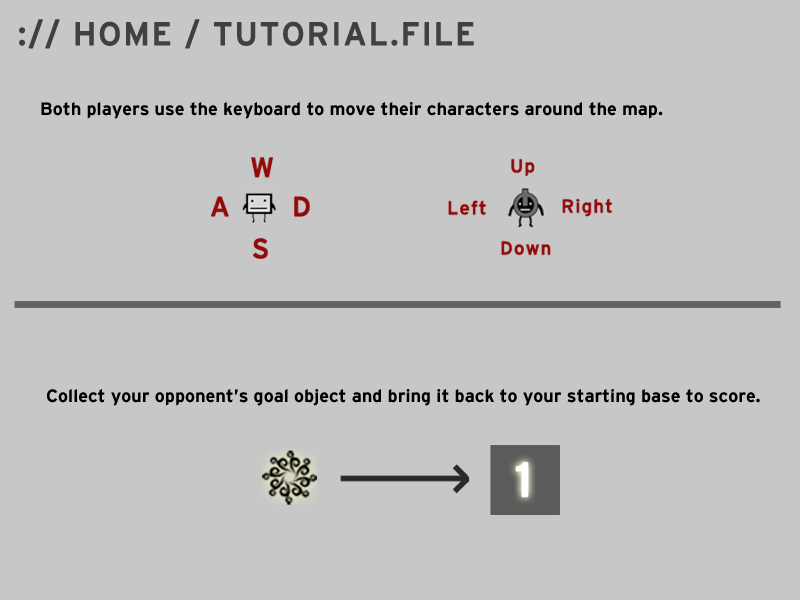 :// HOME / TUTORIAL.FILE
Both players use the keyboard to move their characters around the map.
W
A D
S
Up
Left Right
Down
Collect your opponent's goal object and bring it back to your starting base to score.
1